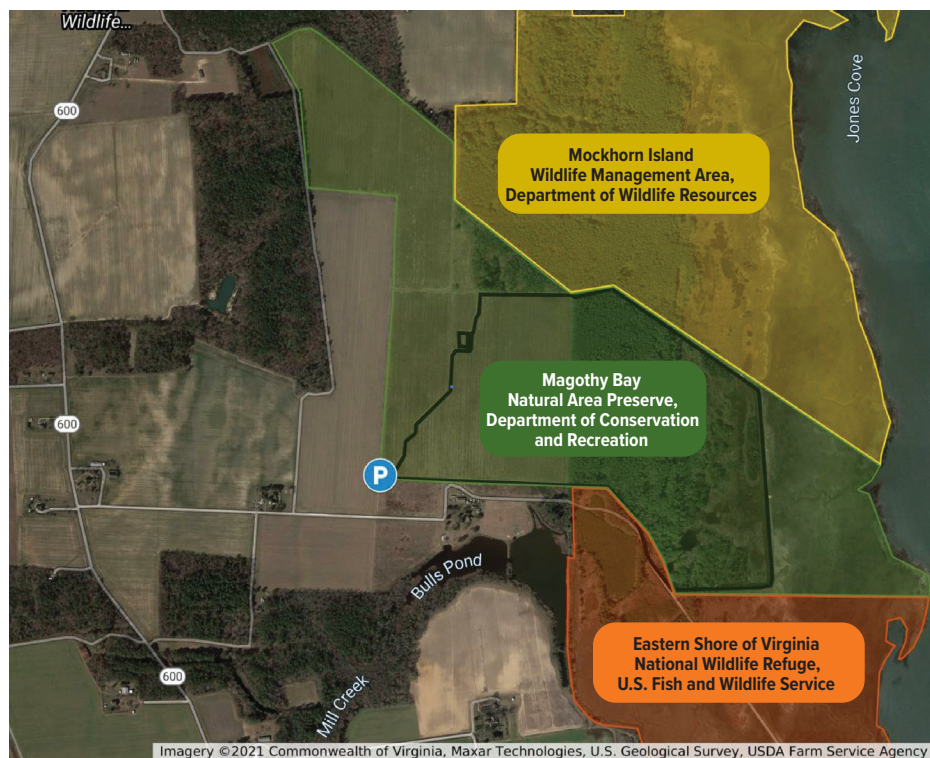 Wildlife...
600
Jones Cove
Mockhorn Island
Wildlife Management Area,
Department of Wildlife Resources
Magothy Bay
Natural Area Preserve,
Department of Conservation
and Recreation
600
P
Bulls Pond
Eastern Shore of Virginia
National Wildlife Refuge,
U.S. Fish and Wildlife Service
600
Mill Creek
Imagery ©2021 Commonwealth of Virginia, Maxar Technologies, U.S. Geological Survey, USDA Farm Service Agency